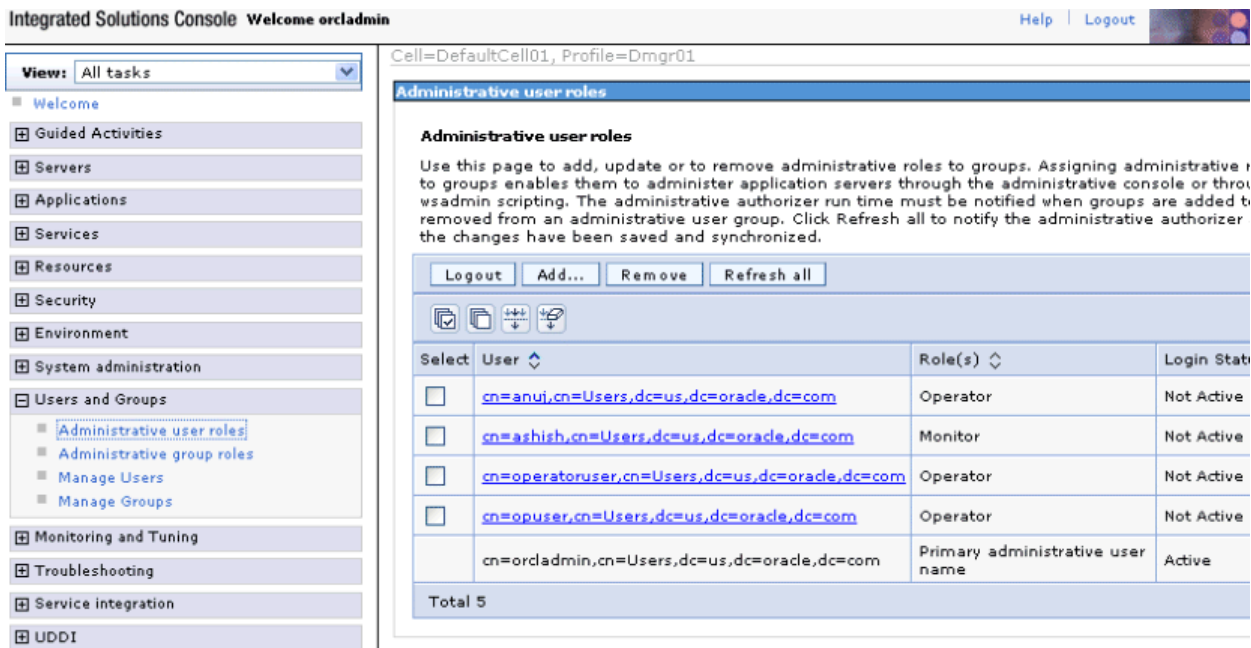 Integrated Solutions Console Welcome orcladmin
Help | Logout
View: All tasks
Welcome
Guided Activities
Servers
Applications
Services
Resources
Security
Environment
System administration
Users and Groups
Administrative user roles
Administrative group roles
Manage Users
Manage Groups
Monitoring and Tuning
Troubleshooting
Service integration
UDDI
Cell=DefaultCell01, Profile=Dmgr01
Administrative user roles
Administrative user roles
Use this page to add, update or to remove administrative roles to groups. Assigning administrative
to groups enables them to administer application servers through the administrative console or
wsadmin scripting. The administrative authorizer run time must be notified when groups are added
removed from an administrative user group. Click Refresh all to notify the administrative authorizer
the changes have been saved and synchronized.
Logout Add... Remove Refresh all
Select User Role(s) Login
cn=anuj,cn=Users,dc=us,dc=oracle,dc=com Operator Not Active
cn=ashish,cn=Users,dc=us,dc=oracle,dc=com Monitor Not Active
cn=operatoruser,cn=Users,dc=us,dc=oracle,dc=com Operator Not Active
cn=opuser,cn=Users,dc=us,dc=oracle,dc=com Operator Not Active
cn=orcladmin,cn=Users,dc=us,dc=oracle,dc=com Primary administrative user name Active
Total 5